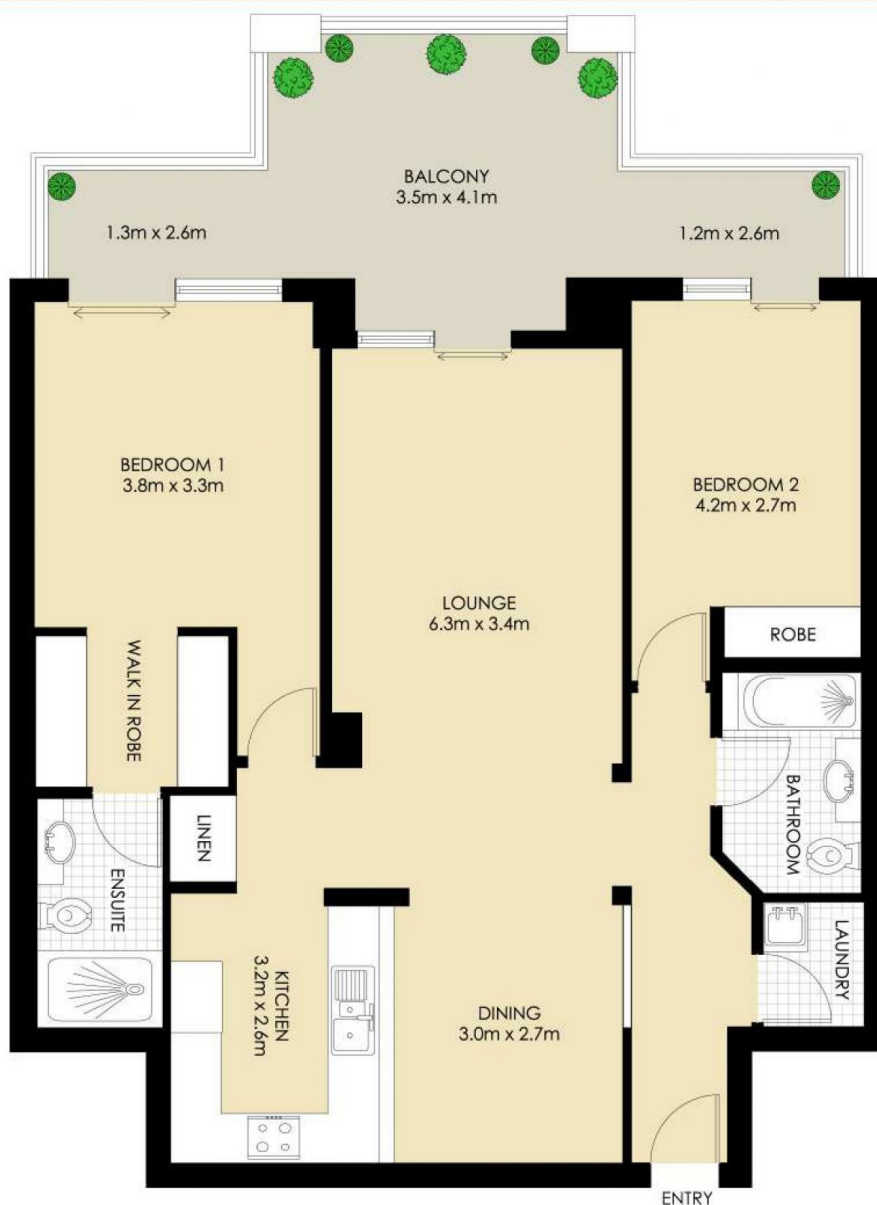 BALCONY
3.5m x 4.1m
1.3m x 2.6m
1.2m x 2.6m
BEDROOM 1
3.8m x 3.3m
BEDROOM 2
4.2m x 2.7m
LOUNGE
6.3m x 3.4m
ROBE
WALK IN ROBE
BATHROOM
LINEN
ENSUITE
LAUNDRY
KITCHEN
3.2m x 2.6m
DINING
3.0m x 2.7m
ENTRY